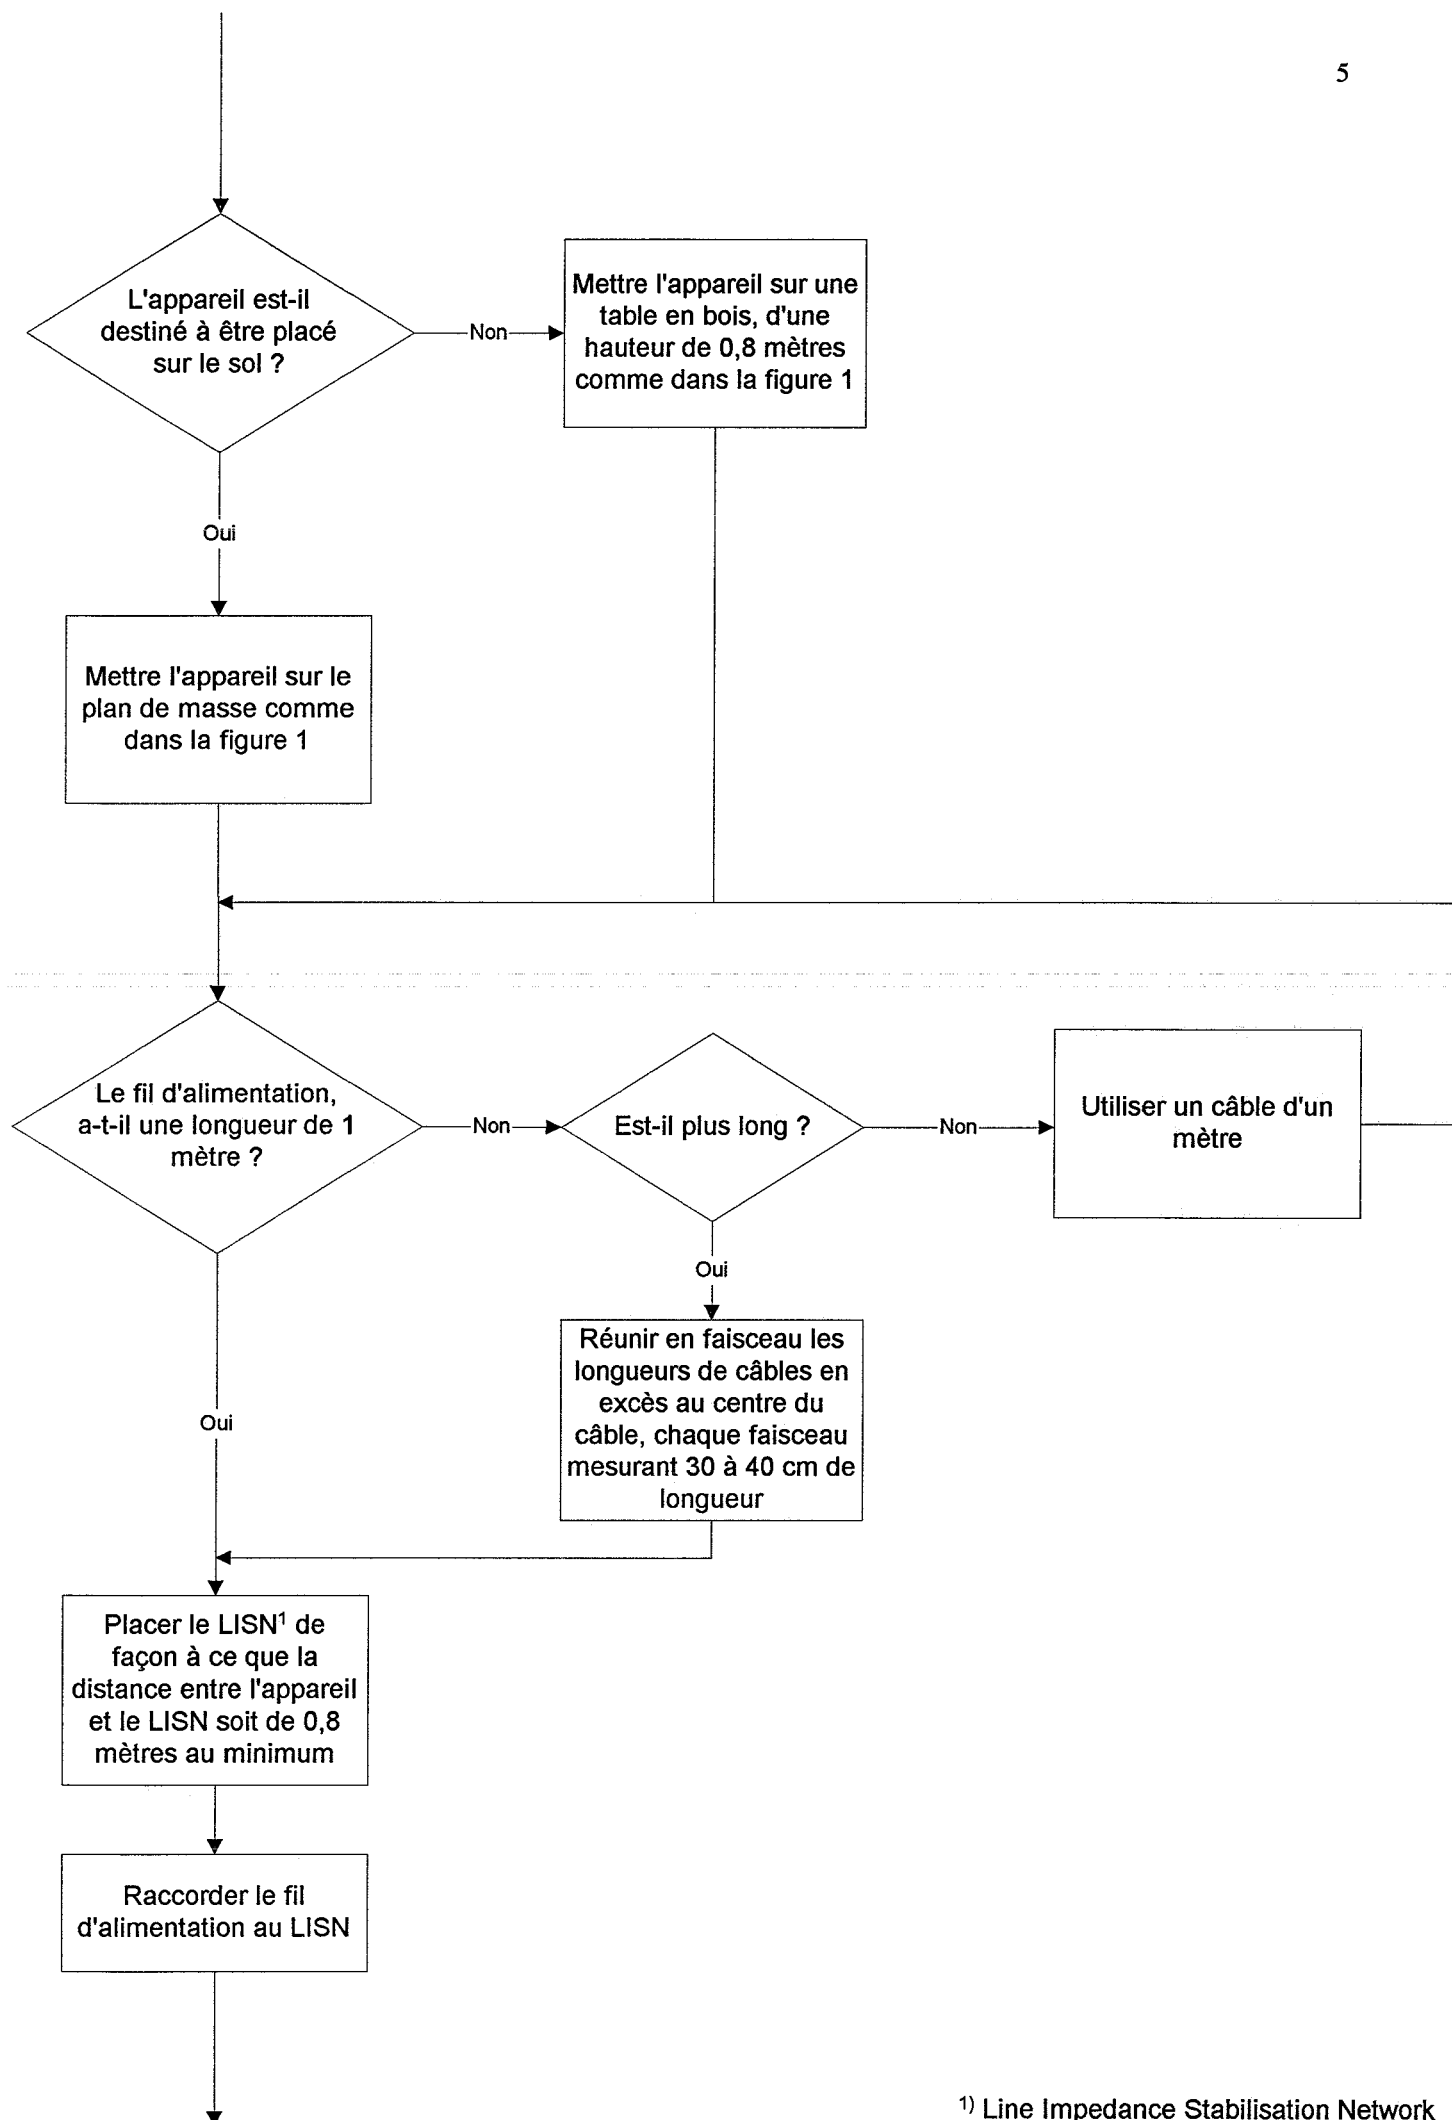 5
L'appareil est-il
destiné à être placé
sur le sol ?
Non
Mettre l'appareil sur une
table en bois, d'une
hauteur de 0,8 mètres
comme dans la figure 1
Oui
Mettre l'appareil sur le
plan de masse comme
dans la figure 1
Le fil d'alimentation,
a-t-il une longueur de 1
mètre ?
Non
Est-il plus long ?
Non
Utiliser un câble d'un
mètre
Oui
Réunir en faisceau les
longueurs de câbles en
excès au centre du
câble, chaque faisceau
mesurant 30 à 40 cm de
longueur
Oui
Placer le LISN¹ de
façon à ce que la
distance entre l'appareil
et le LISN soit de 0,8
mètres au minimum
Raccorder le fil
d'alimentation au LISN
¹⁾ Line Impedance Stabilisation Network